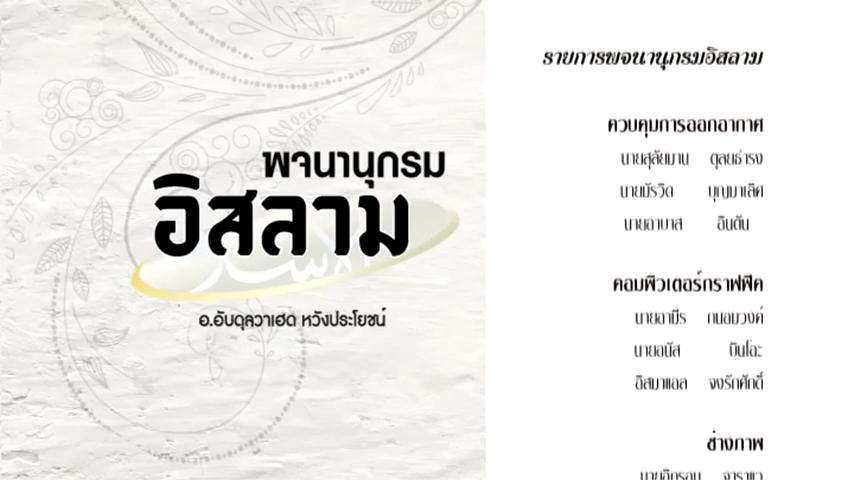 พจนานุกรม
อิสลาม
อ.อับดุลวาเฮด หวังประโยชน์
รายการพจนานุกรมอิสลาม
ควบคุมการออกอากาศ
นายสุลัยมาน ดุลยธำรง
นายมัรวิด บุญมาเลิศ
นายอาบาส อินตัน
คอมพิวเตอร์กราฟฟิค
นายอามีร ถนอมวงค์
นายอนัส บินโอะ
อิสมาแอล จงรักศักดิ์
ช่างภาพ